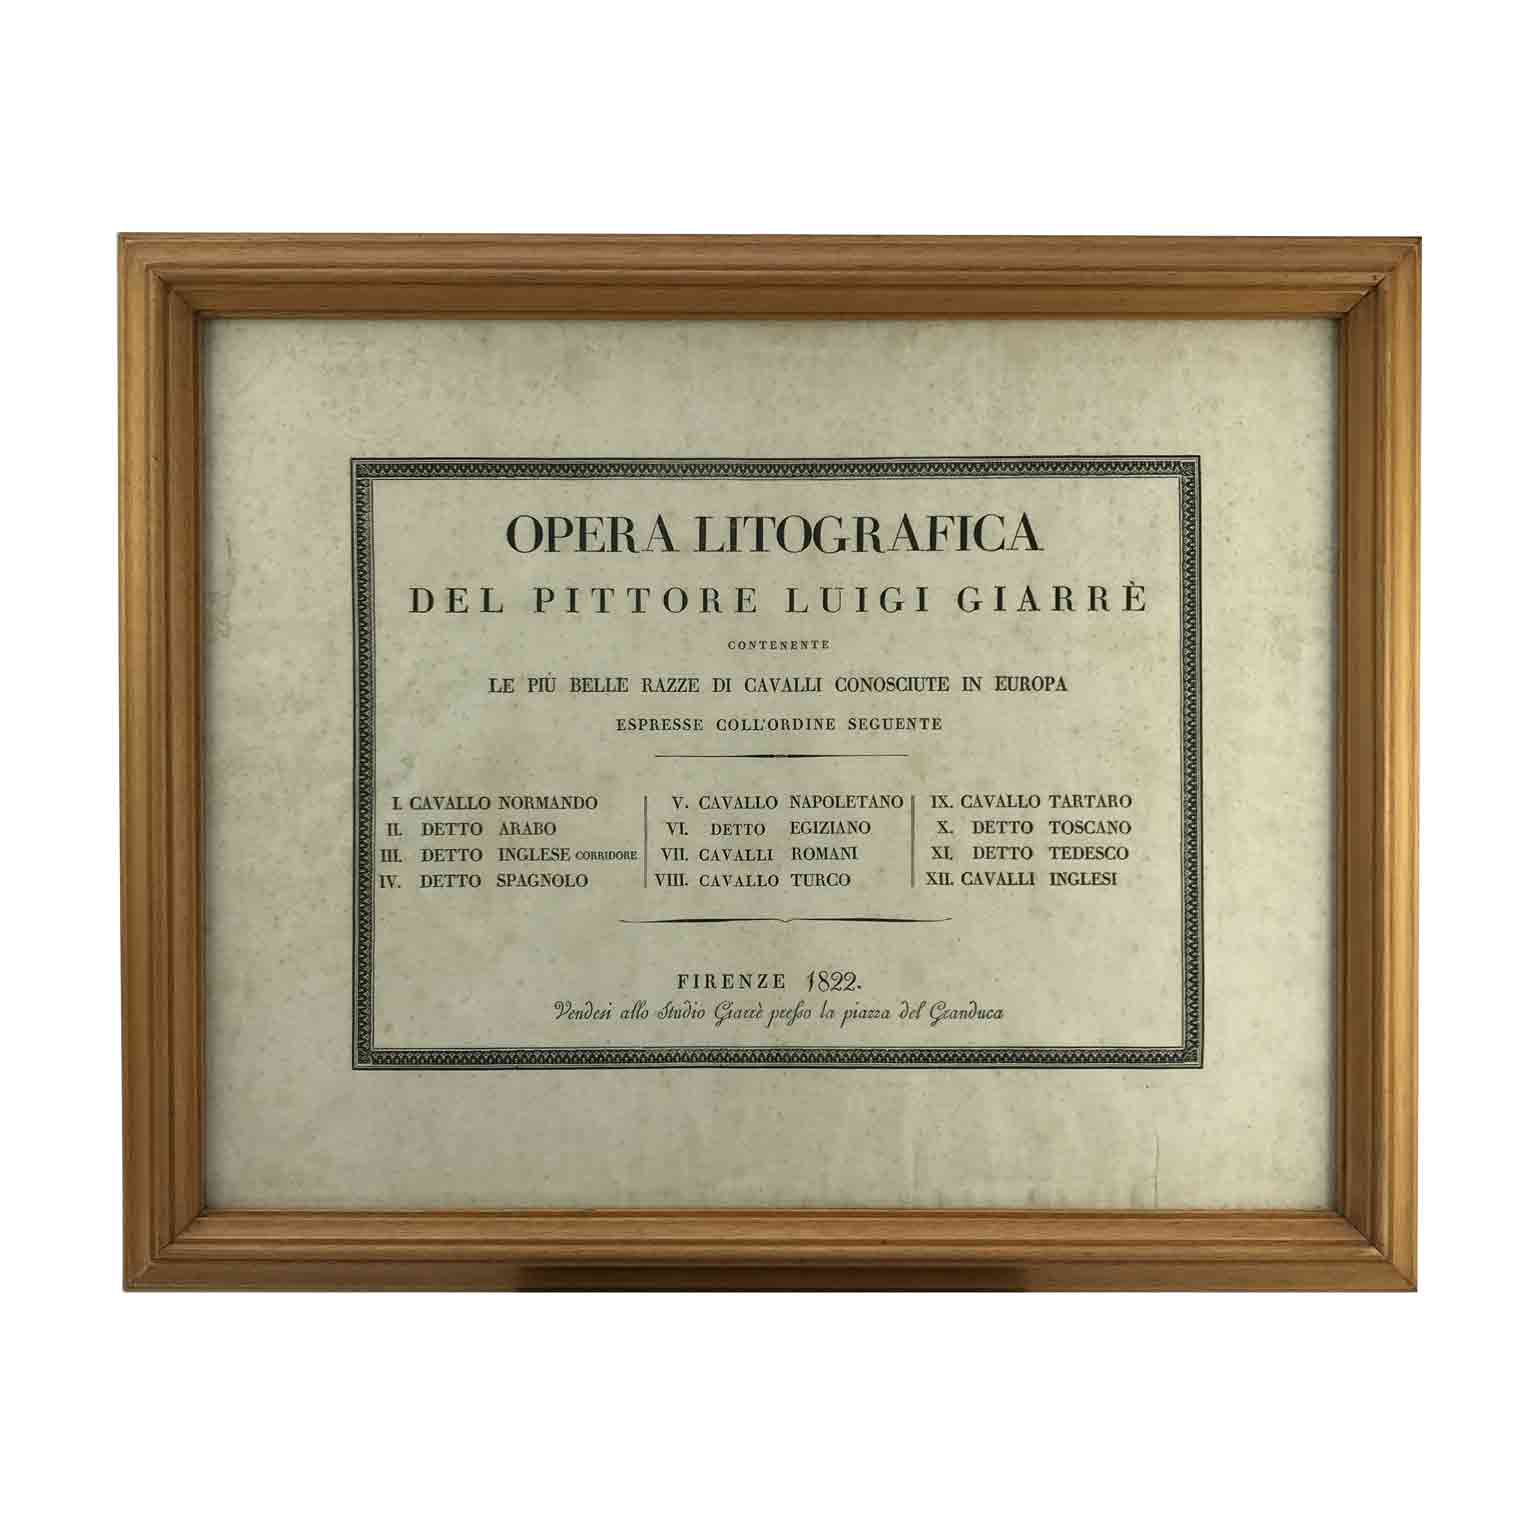 OPERA LITOGRAFICA
DEL PITTORE LUIGI GIARRÈ
CONTENENTE
LE PIÙ BELLE RAZZE DI CAVALLI CONOSCIUTE IN EUROPA
ESPRESSE COLL'ORDINE SEGUENTE
I. CAVALLO NORMANDO
II. DETTO ARABO
III. DETTO INGLESE CORRIDORE
IV. DETTO SPAGNOLO
V. CAVALLO NAPOLETANO
VI. DETTO EGIZIANO
VII. CAVALLI ROMANI
VIII. CAVALLO TURCO
IX. CAVALLO TARTARO
X. DETTO TOSCANO
XI. DETTO TEDESCO
XII. CAVALLI INGLESI
FIRENZE 1822.
Vendesi allo Studio Giarrè preſso la piazza del Granduca